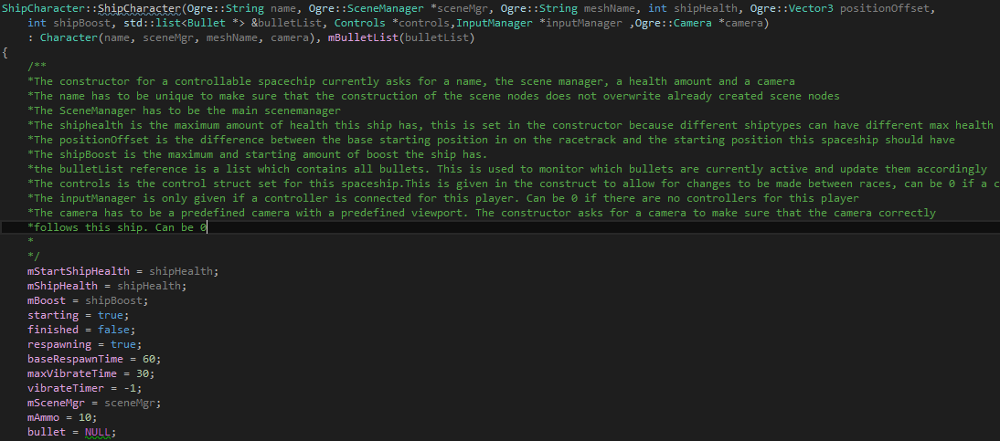 ShipCharacter::ShipCharacter(Ogre::String name, Ogre::SceneManager *sceneMgr, Ogre::String meshName, int shipHealth, Ogre::Vector3 positionOffset,
int shipBoost, std::list<Bullet *> &bulletList, Controls *controls,InputManager *inputManager ,Ogre::Camera *camera)
: Character(name, sceneMgr, meshName, camera), mBulletList(bulletList)
{
/**
*The constructor for a controllable spacechip currently asks for a name, the scene manager, a health amount and a camera
*The name has to be unique to make sure that the construction of the scene nodes does not overwrite already created scene nodes
*The SceneManager has to be the main scenemanager
*The shiphealth is the maximum amount of health this ship has, this is set in the constructor because different shiptypes can have different max health
*The positionOffset is the difference between the base starting position in on the racetrack and the starting position this spaceship should have
*The shipBoost is the maximum and starting amount of boost the ship has.
*the bulletList reference is a list which contains all bullets. This is used to monitor which bullets are currently active and update them accordingly
*The controls is the control struct set for this spaceship.This is given in the construct to allow for changes to be made between races, can be 0 if a c
*The inputManager is only given if a controller is connected for this player. Can be 0 if there are no controllers for this player
*The camera has to be a predefined camera with a predefined viewport. The constructor asks for a camera to make sure that the camera correctly
*follows this ship. Can be 0
*
*/
mStartShipHealth = shipHealth;
mShipHealth = shipHealth;
mBoost = shipBoost;
starting = true;
finished = false;
respawning = true;
baseRespawnTime = 60;
maxVibrateTime = 30;
vibrateTimer = -1;
mSceneMgr = sceneMgr;
mAmmo = 10;
bullet = NULL;